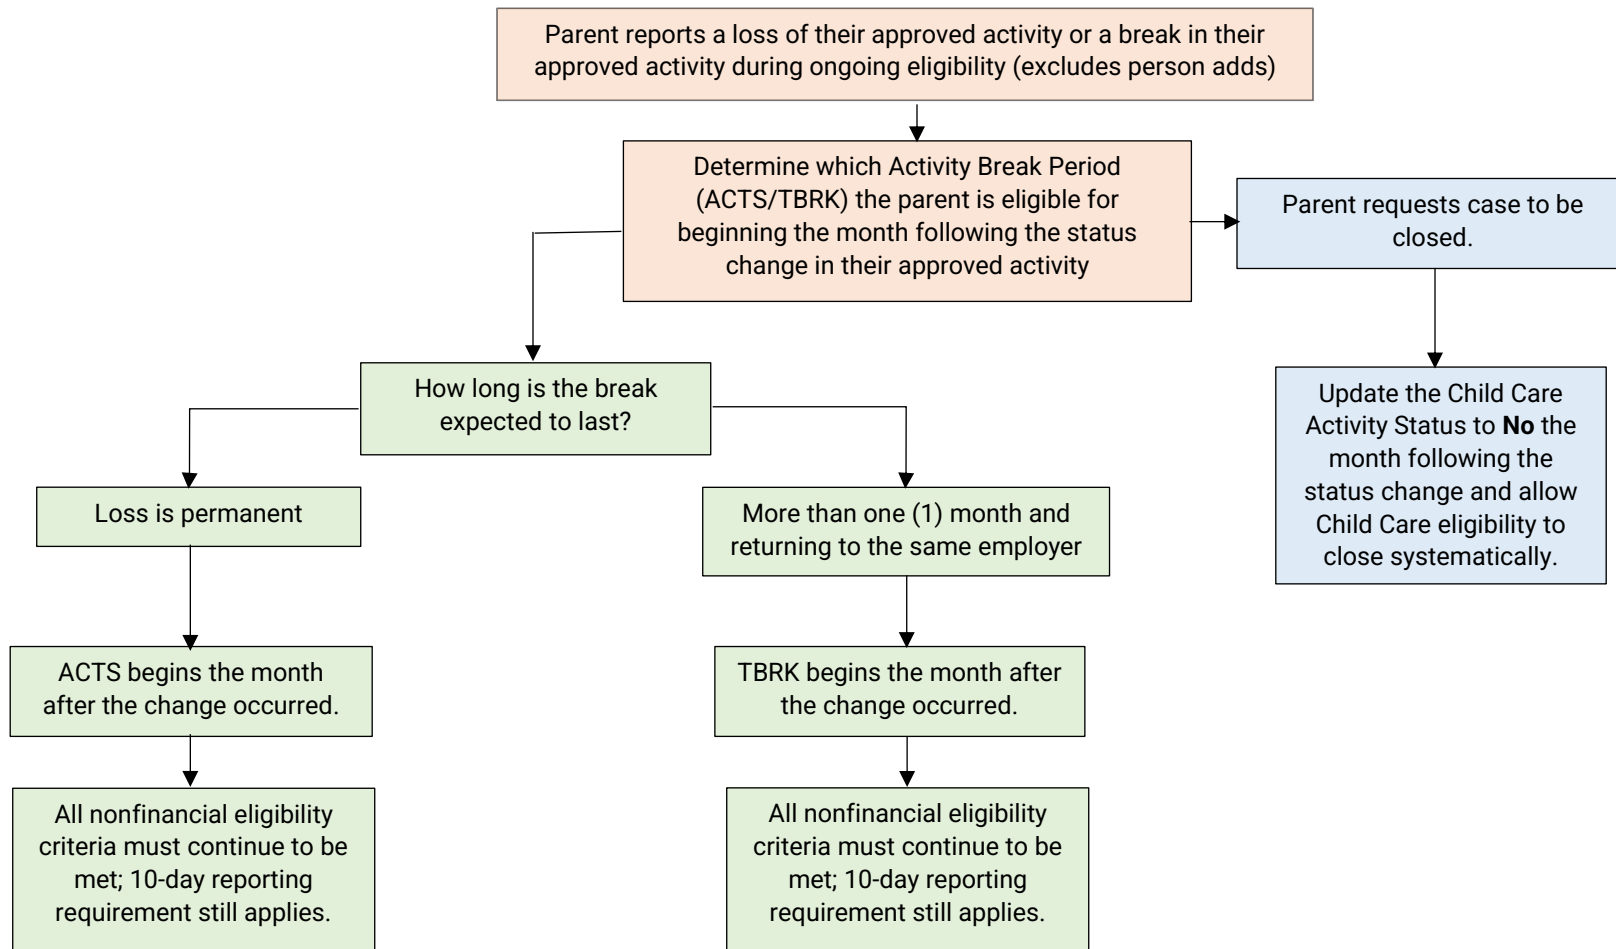 Parent reports a loss of their approved activity or a break in their
approved activity during ongoing eligibility (excludes person adds)
Determine which Activity Break Period
(ACTS/TBRK) the parent is eligible for
beginning the month following the status
change in their approved activity
Parent requests case to be
closed.
Update the Child Care
Activity Status to No the
month following the
status change and allow
Child Care eligibility to
close systematically.
How long is the break
expected to last?
Loss is permanent
ACTS begins the month
after the change occurred.
All nonfinancial eligibility
criteria must continue to be
met; 10-day reporting
requirement still applies.
More than one (1) month and
returning to the same employer
TBRK begins the month after
the change occurred.
All nonfinancial eligibility
criteria must continue to be
met; 10-day reporting
requirement still applies.